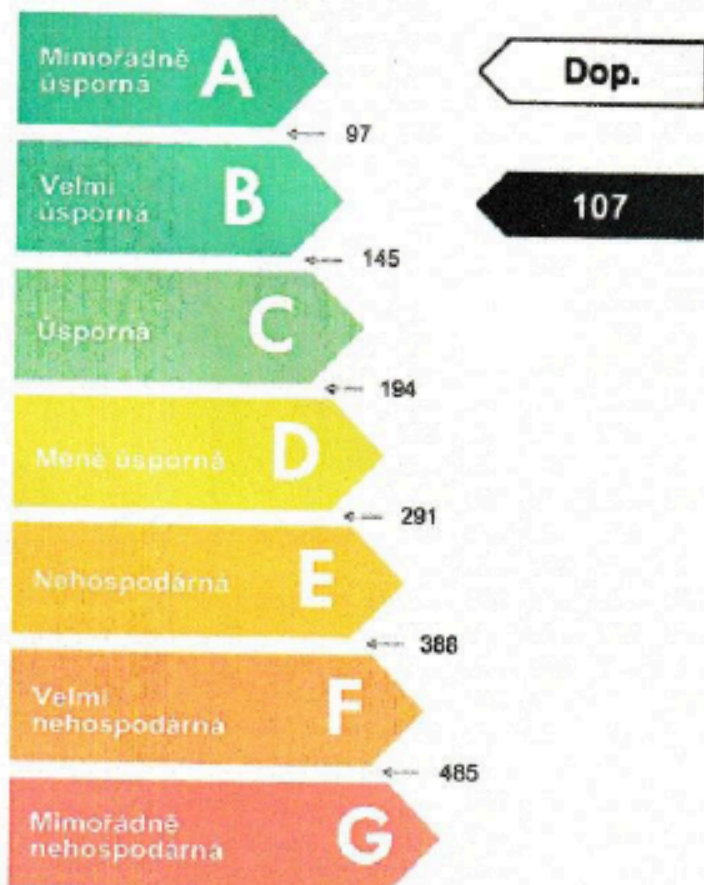 Mimořádně
úsporná
A
Dop.
97
Velmi
úsporná
B
107
145
Úsporná
C
194
Méně úsporná
D
291
Nehospodárná
E
388
Velmi
nehospodárná
F
485
Mimořádně
nehospodárná
G